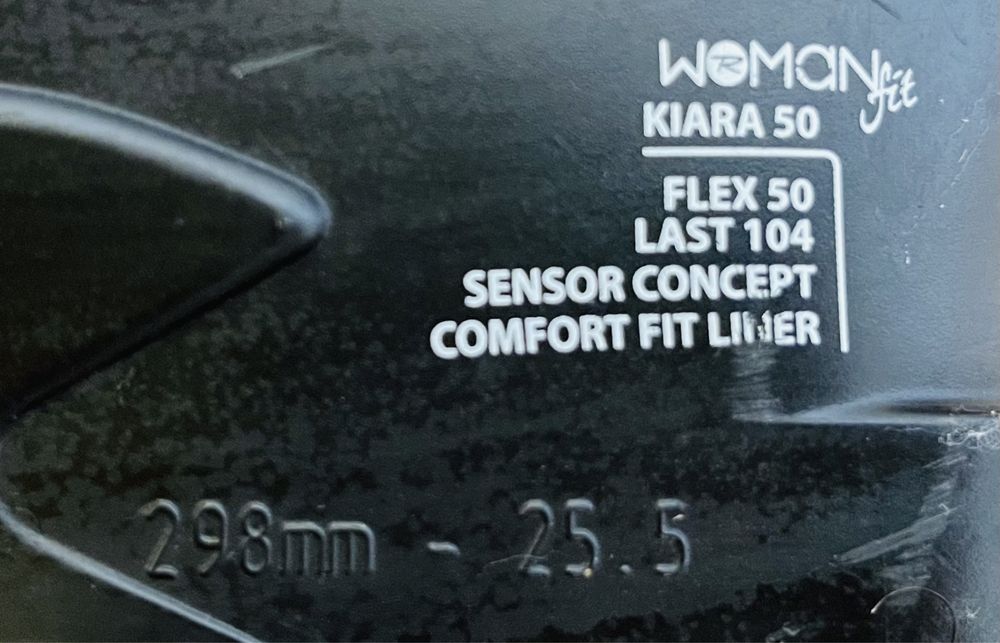 WOMAN fit
KIARA 50
FLEX 50
LAST 104
SENSOR CONCEPT
COMFORT FIT LINER
298mm - 25.5